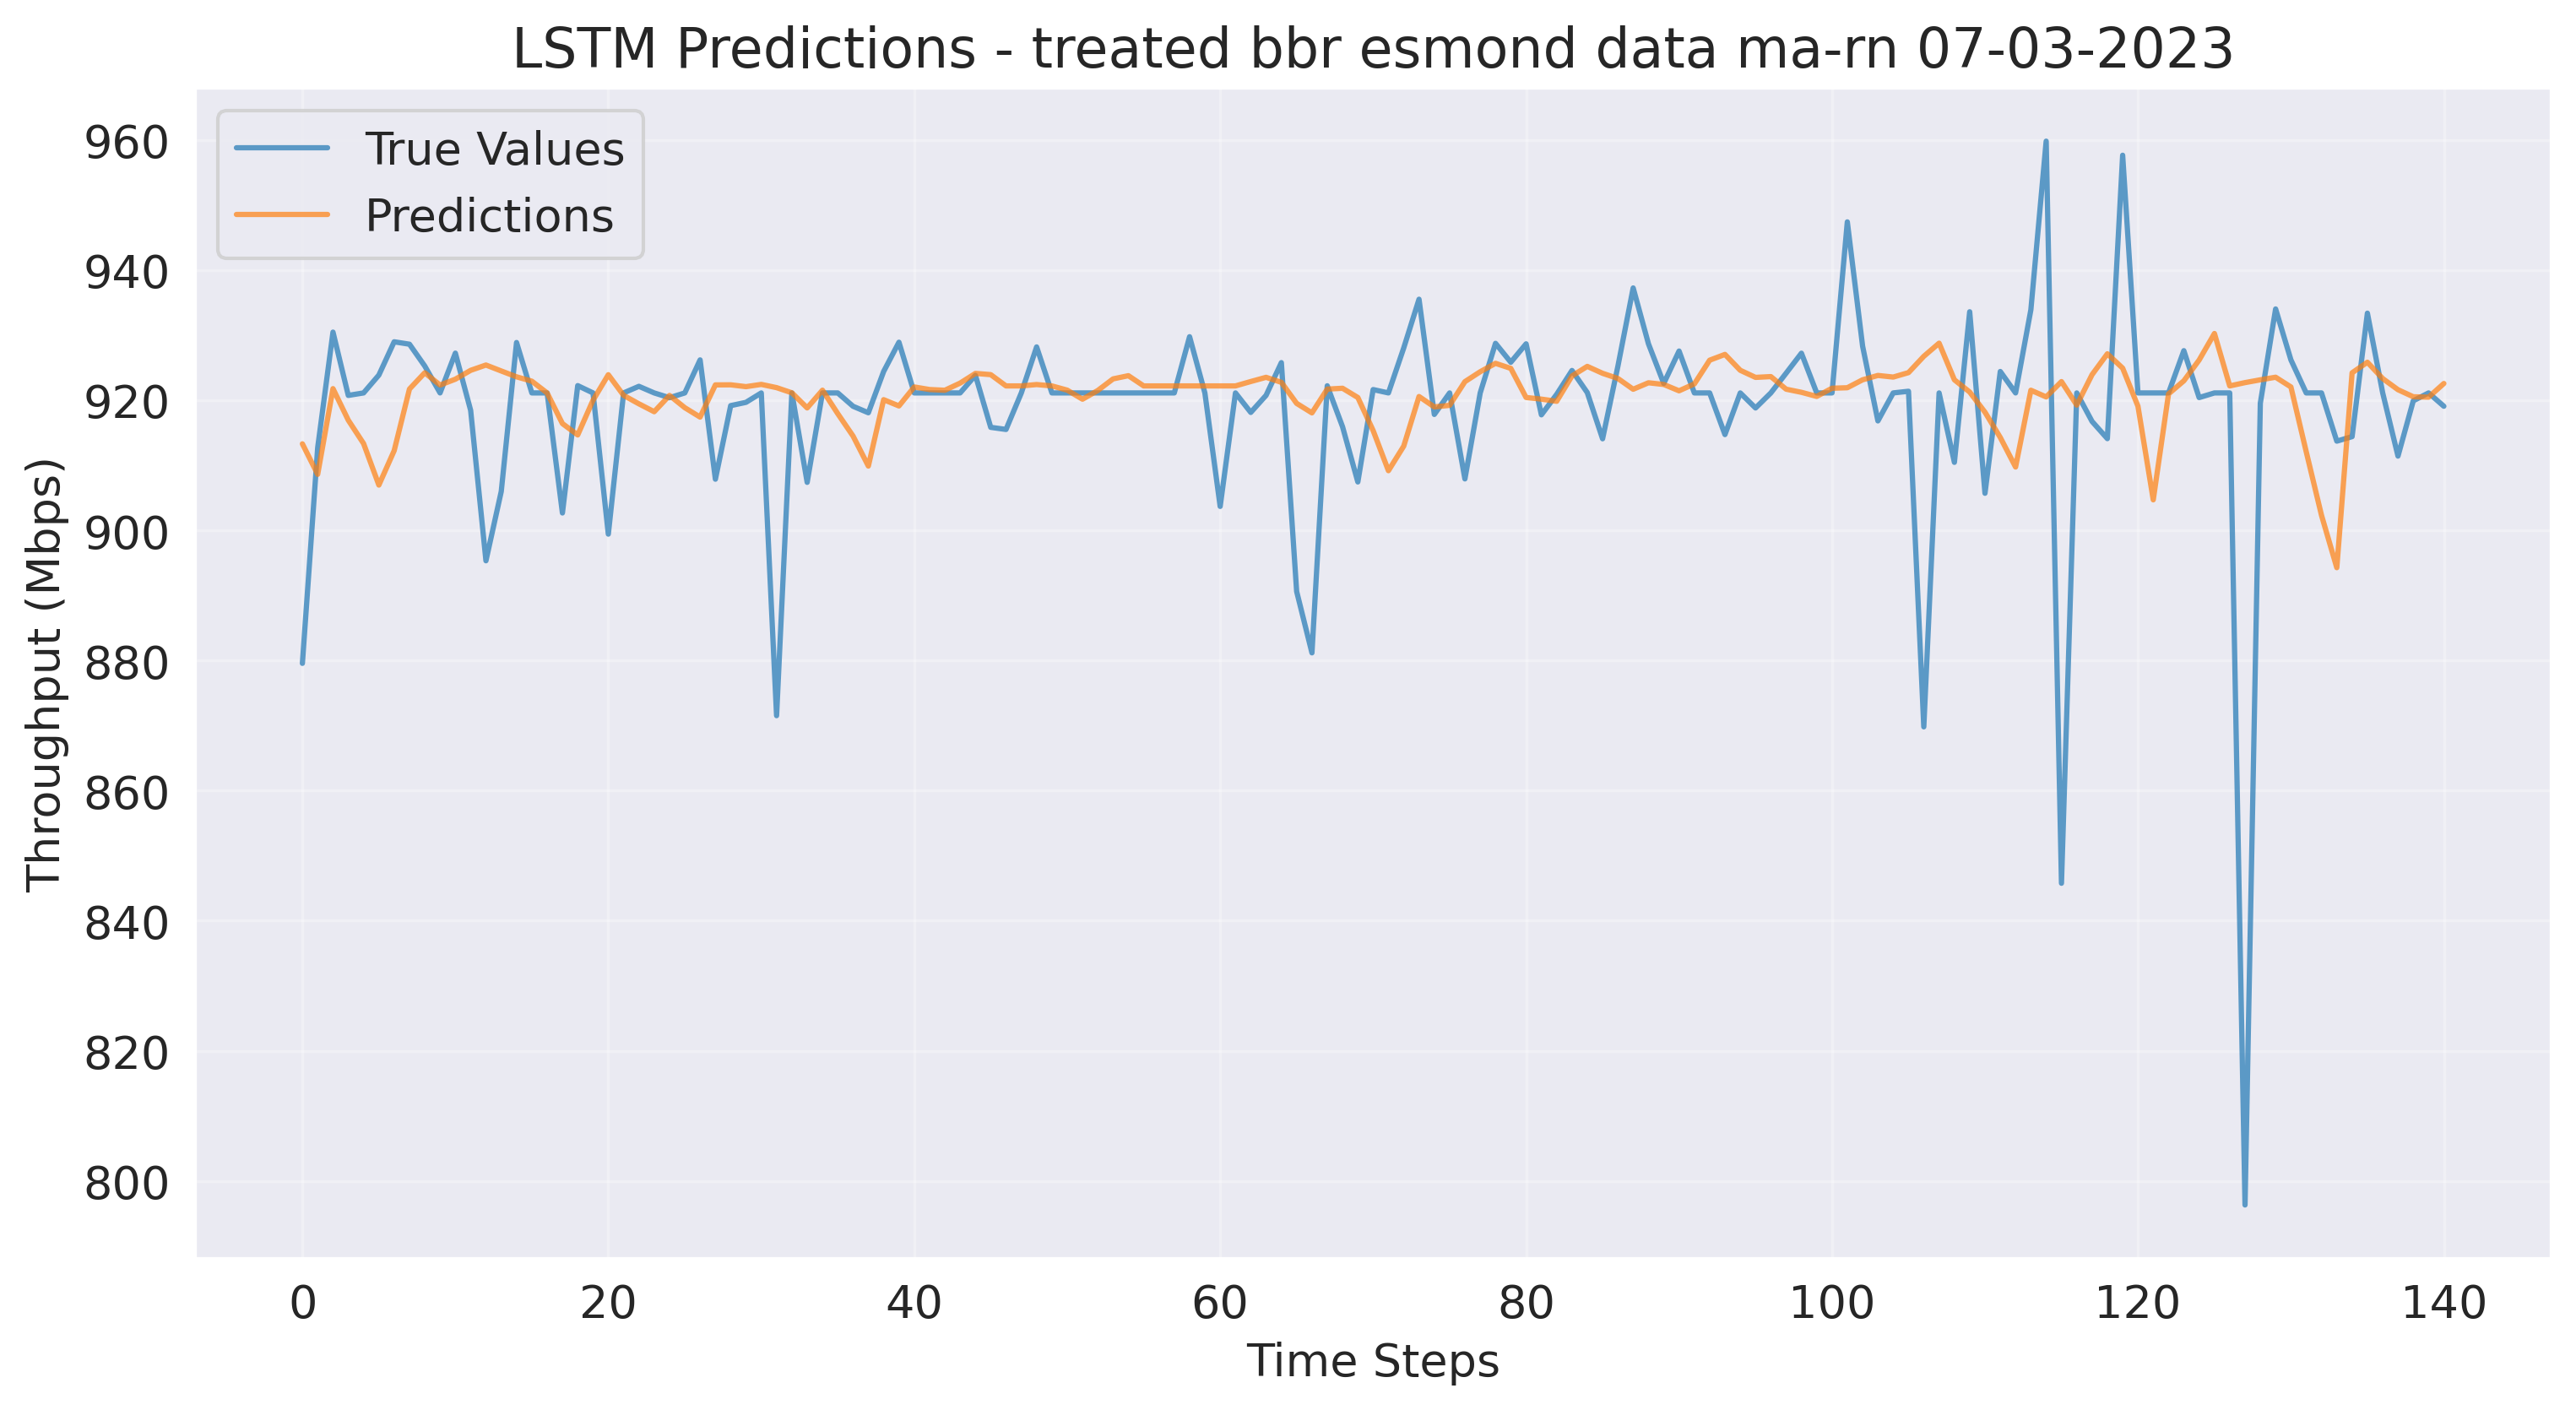 LSTM Predictions - treated bbr esmond data ma-rn 07-03-2023
True Values
Predictions
960
940
920
900
880
860
840
820
800
Throughput (Mbps)
0 20 40 60 80 100 120 140
Time Steps